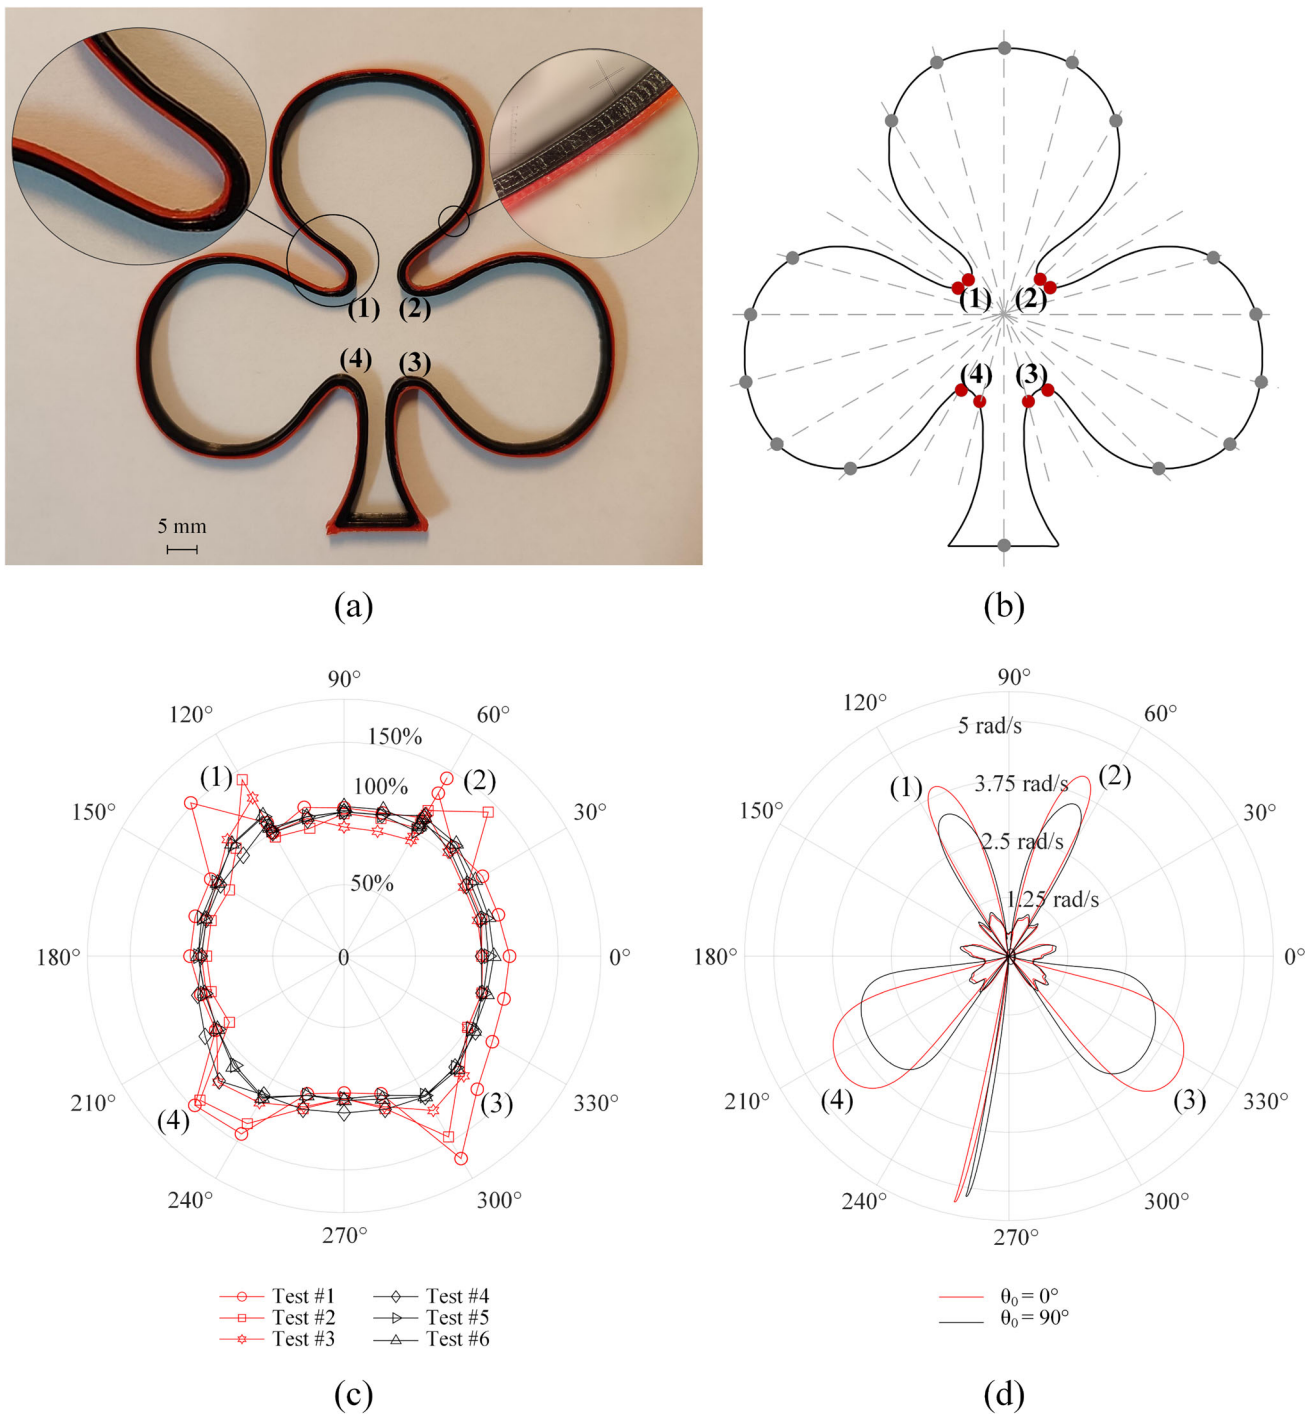 (1)
(2)
(4)
(3)
5 mm
(a)
(1)
(2)
(4)
(3)
(b)
90°
120°
60°
150%
(1)
(2)
100%
150°
30°
50%
180°
0
0°
210°
(4)
(3)
330°
240°
300°
270°
Test #1
Test #4
Test #2
Test #5
Test #3
Test #6
(c)
90°
120°
60°
5 rad/s
(1)
3.75 rad/s
(2)
150°
30°
2.5 rad/s
1.25 rad/s
180°
0°
210°
(4)
(3)
330°
240°
300°
270°
θ₀ = 0°
θ₀ = 90°
(d)